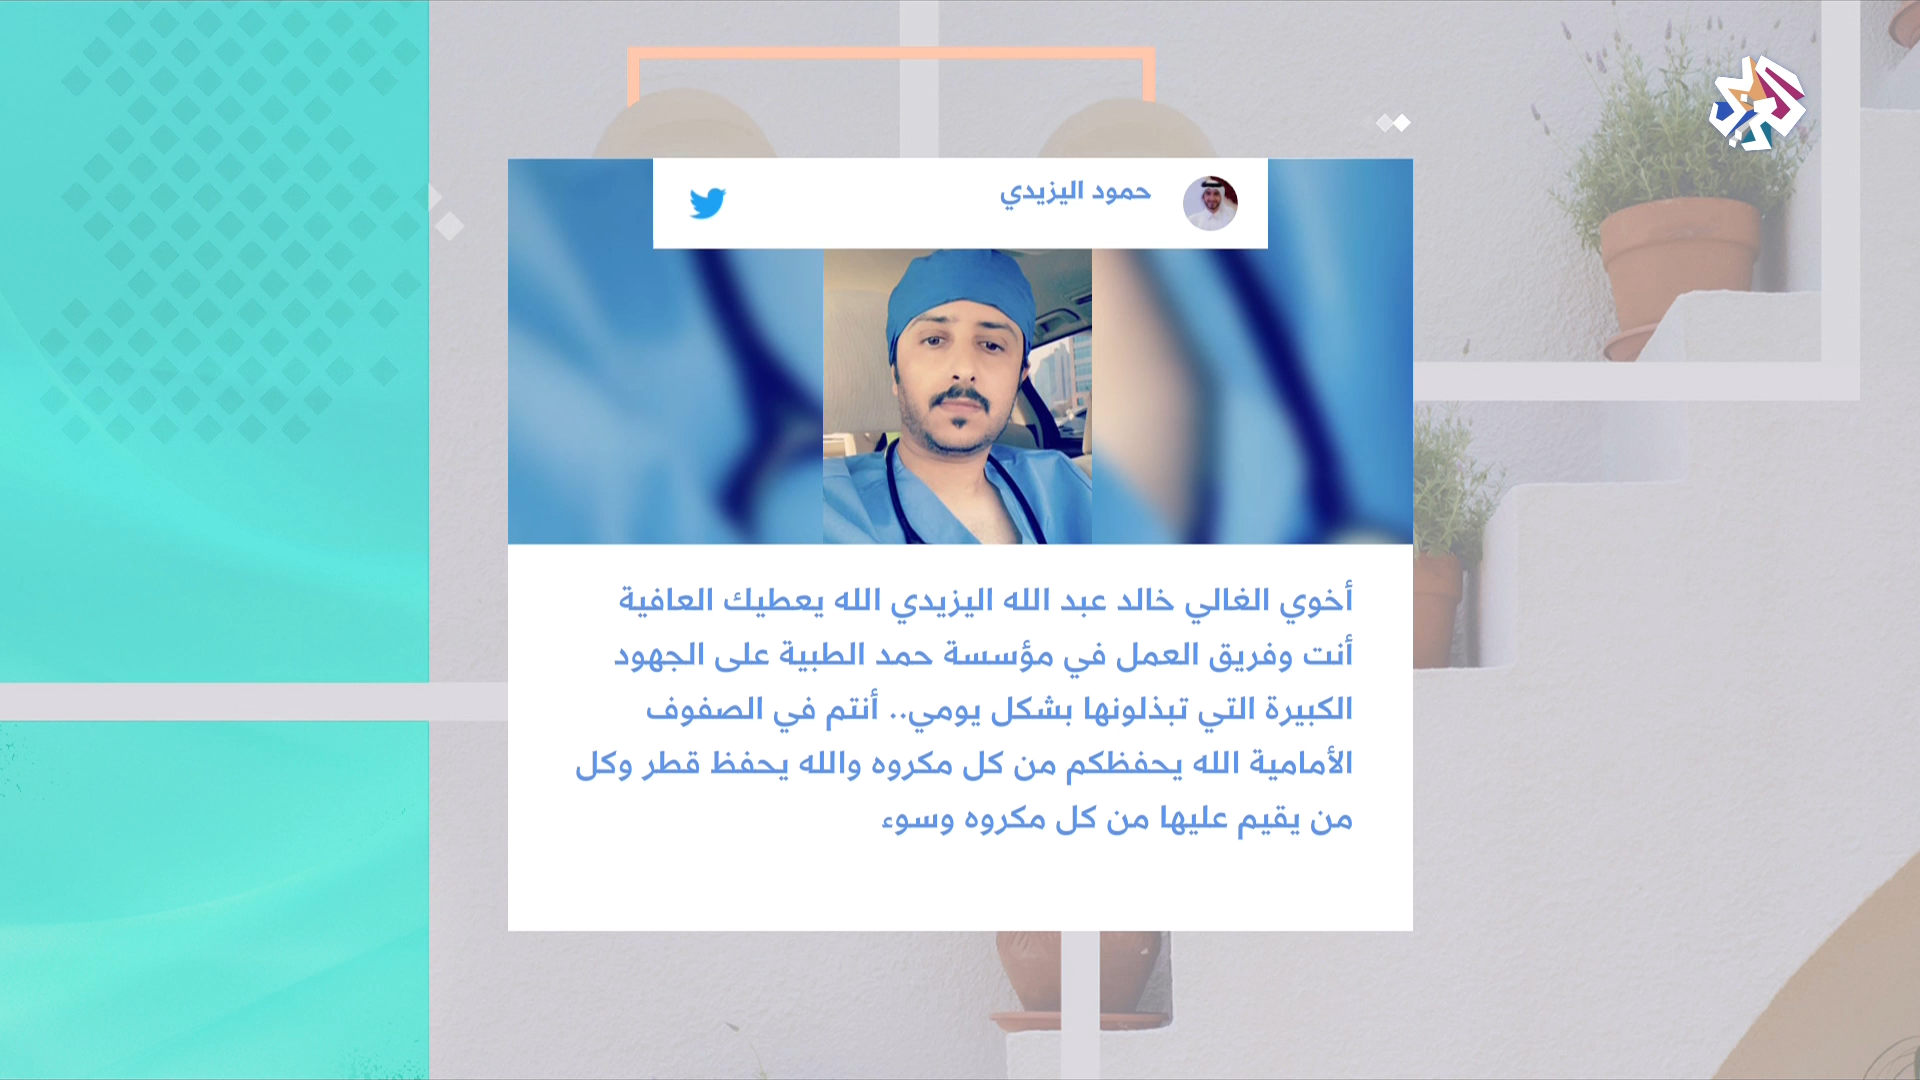 حمود اليزيدي
أخوي الغالي خالد عبد الله اليزيدي الله يعطيك العافية
أنت وفريق العمل في مؤسسة حمد الطبية على الجهود
الكبيرة التي تبذلونها بشكل يومي.. أنتم في الصفوف
الأمامية الله يحفظكم من كل مكروه والله يحفظ قطر وكل
من يقيم عليها من كل مكروه وسوء